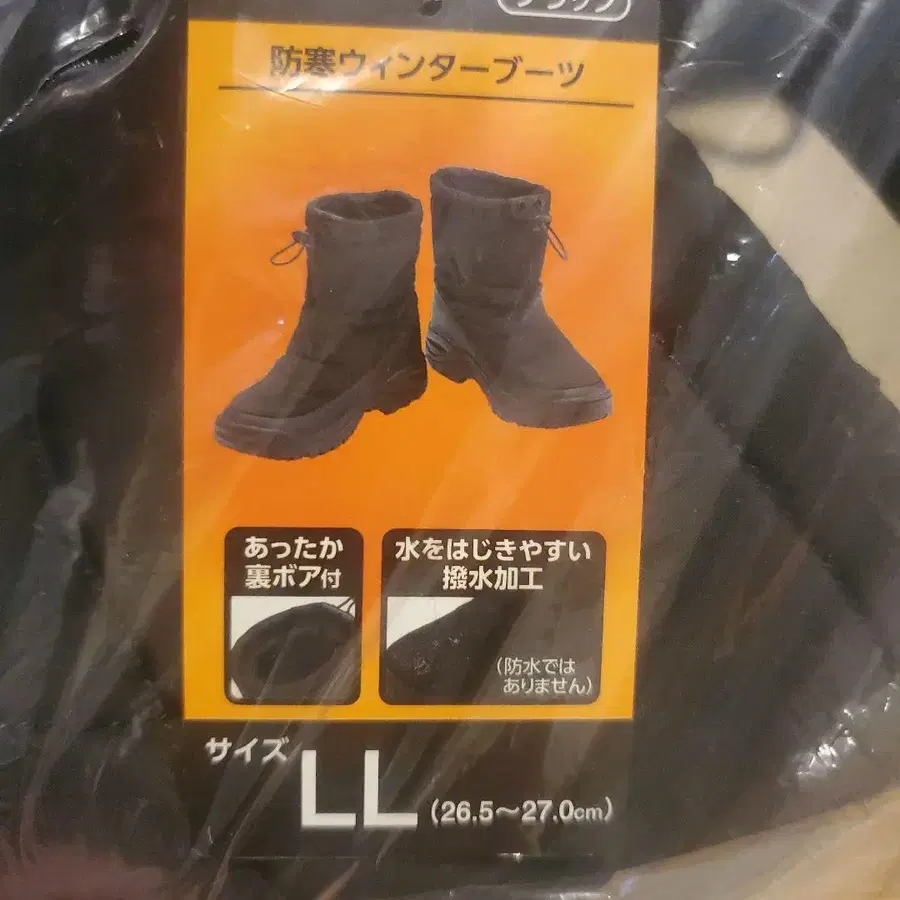 防寒ウィンターブーツ
あったか
裏ボア付
水をはじきやすい
撥水加工
（防水では
ありません）
サイズ
LL（26.5～27.0cm）